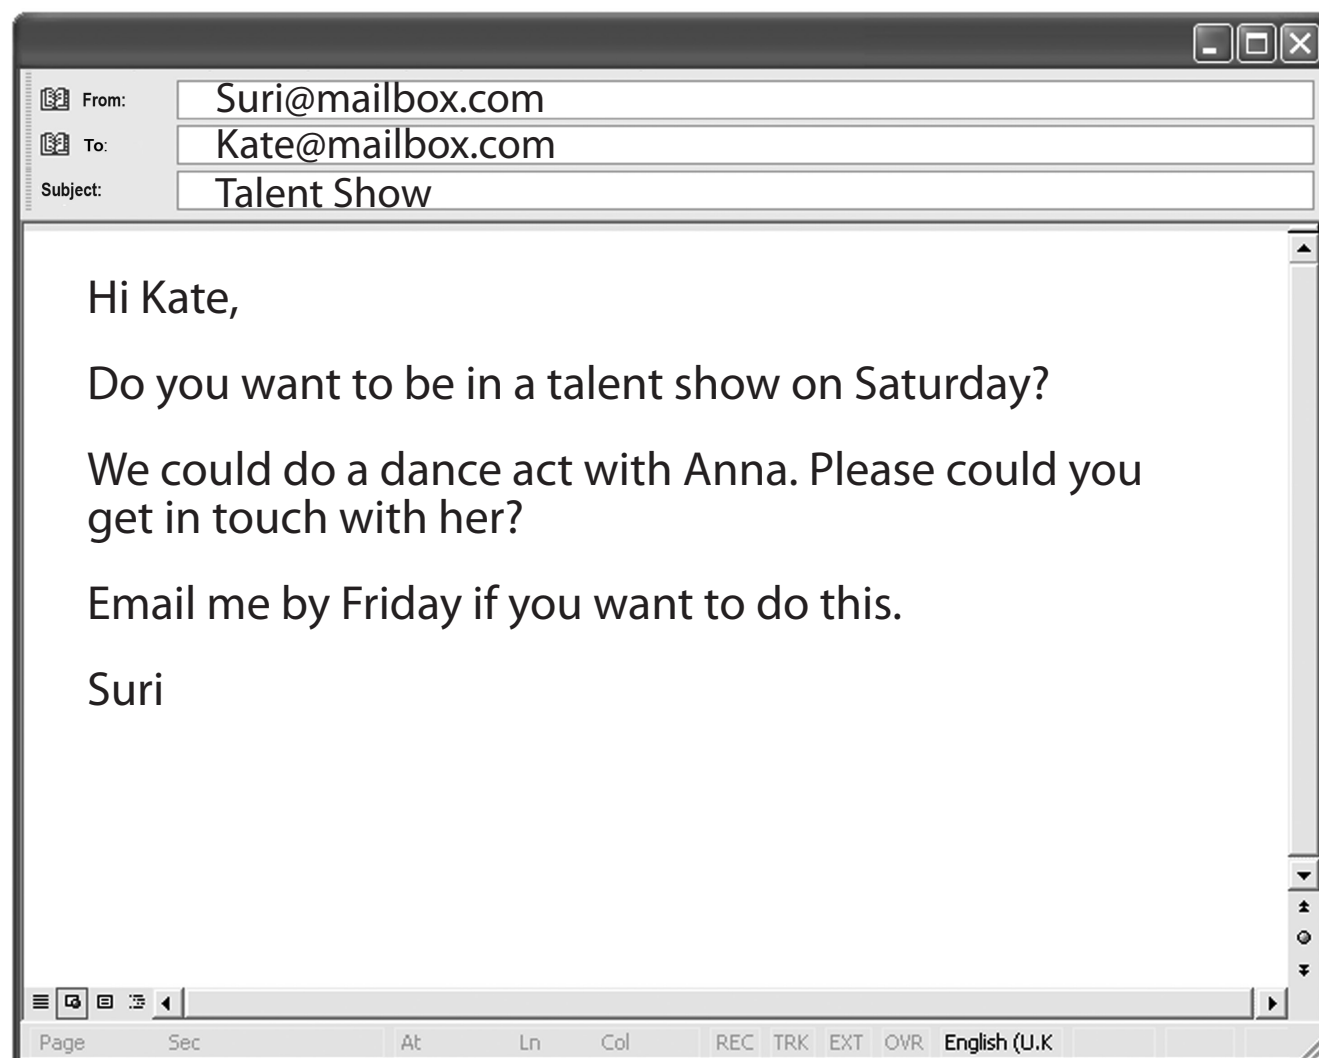 From: Suri@mailbox.com
To: Kate@mailbox.com
Subject: Talent Show
Hi Kate,
Do you want to be in a talent show on Saturday?
We could do a dance act with Anna. Please could you
get in touch with her?
Email me by Friday if you want to do this.
Suri
Page Sec At Ln Col REC TRK EXT OVR English (U.K